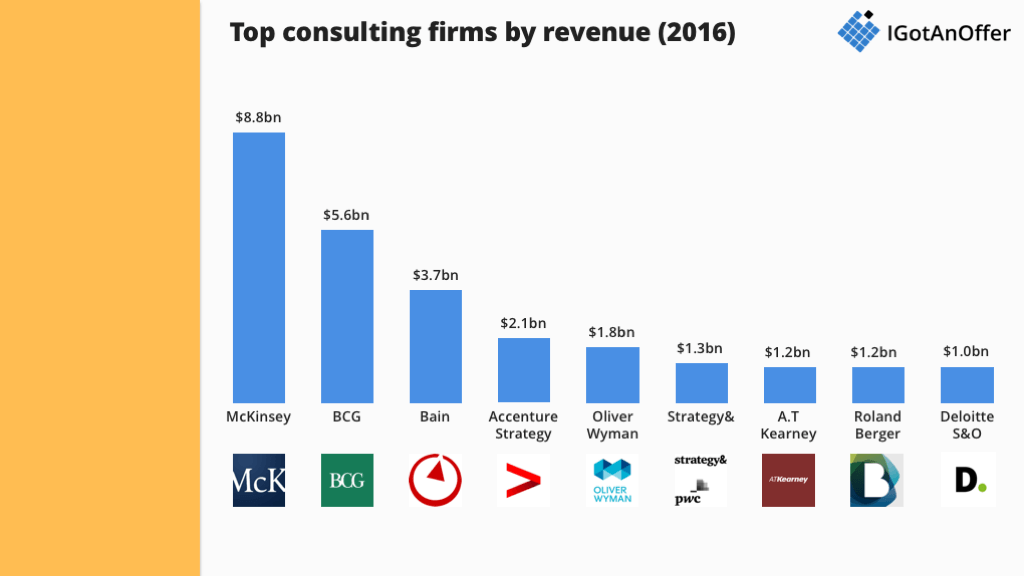 Top consulting firms by revenue (2016)
IGotAnOffer
$8.8bn
$5.6bn
$3.7bn
$2.1bn
$1.8bn
$1.3bn
$1.2bn
$1.2bn
$1.0bn
McKinsey
BCG
Bain
Accenture
Strategy
Oliver
Wyman
Strategy&
A.T
Kearney
Roland
Berger
Deloitte
S&O
McK
BCG
OLIVER
WYMAN
strategy&
pwc
ATKearney
B
D.